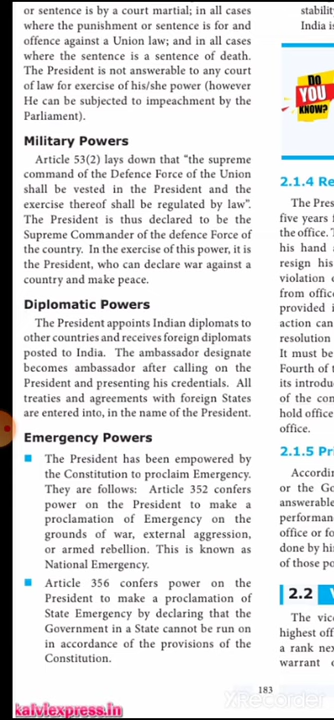 or sentence is by a court martial; in all cases
where the punishment or sentence is for and
offence against a Union law; and in all cases
where the sentence is a sentence of death.
The President is not answerable to any court
of law for exercise of his/she power (however
He can be subjected to impeachment by the
Parliament).
Military Powers
Article 53(2) lays down that “the supreme
command of the Defence Force of the Union
shall be vested in the President and the
exercise thereof shall be regulated by law”.
The President is thus declared to be the
Supreme Commander of the defence Force of
the country. In the exercise of this power, it is
the President, who can declare war against a
country and make peace.
Diplomatic Powers
The President appoints Indian diplomats to
other countries and receives foreign diplomats
posted to India. The ambassador designate
becomes ambassador after calling on the
President and presenting his credentials. All
treaties and agreements with foreign States
are entered into, in the name of the President.
Emergency Powers
The President has been empowered by
the Constitution to proclaim Emergency.
They are follows: Article 352 confers
power on the President to make a
proclamation of Emergency on the
grounds of war, external aggression,
or armed rebellion. This is known as
National Emergency.
Article 356 confers power on the
President to make a proclamation of
State Emergency by declaring that the
Government in a State cannot be run on
in accordance of the provisions of the
Constitution.
India is
DO
YOU
KNOW?
2.1.4 Re
The Pres
five years f
the office. T
his hand a
resign his
violation o
from offic
provided i
action can
resolution
It must be
Fourth of t
its introdu
of the con
hold office
office.
2.1.5 Pri
Accordin
or the Go
answerable
performan
office or fo
done by hi
of those po
2.2
The vice
highest off
a rank nex
warrant o
183
kalviexpress.in
XRecorder